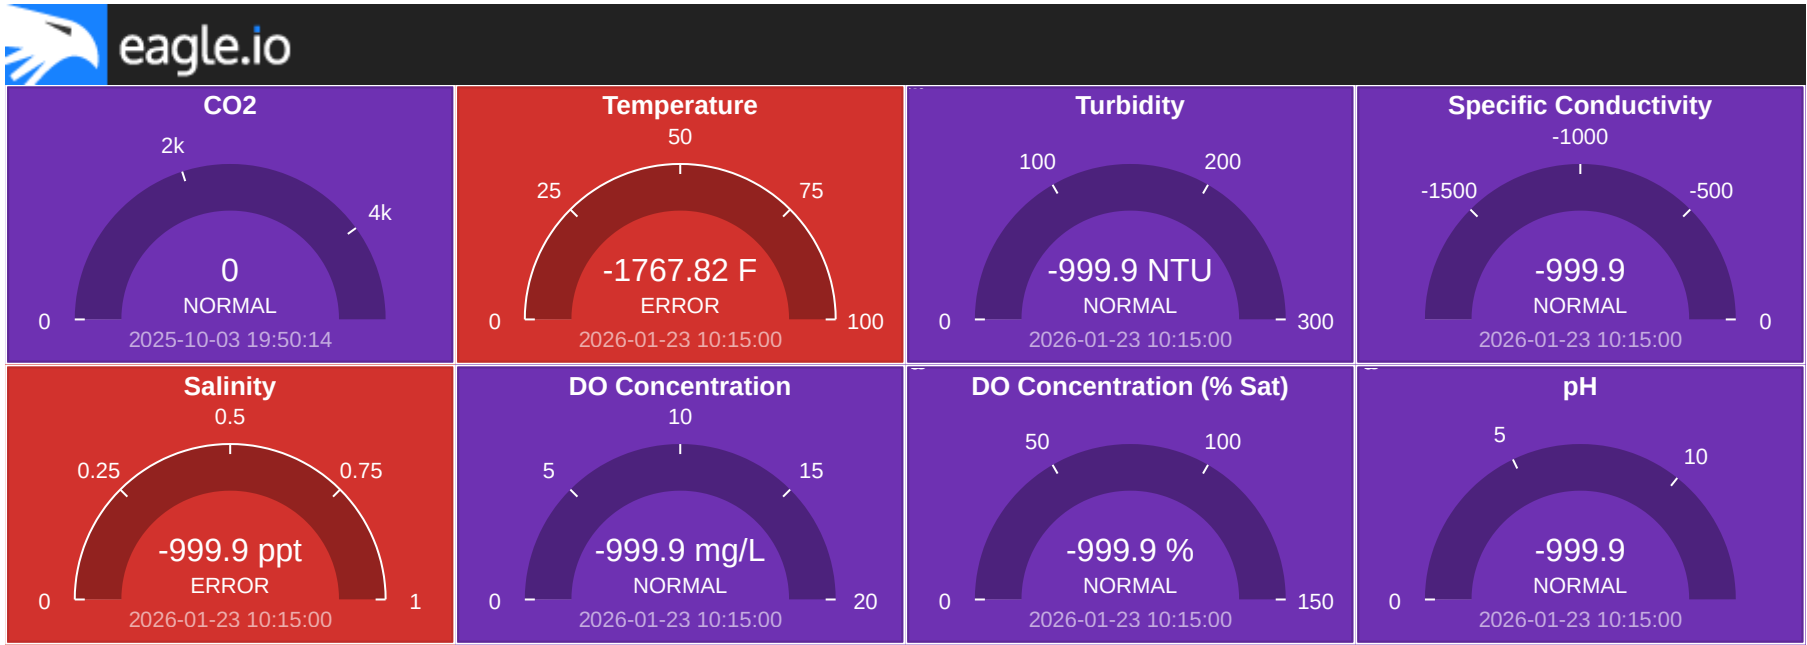 eagle.io
CO2
2k
4k
0
0
NORMAL
2025-10-03 19:50:14
Temperature
50
25
75
-1767.82 F
ERROR
0
100
2026-01-23 10:15:00
Turbidity
100
200
-999.9 NTU
NORMAL
0
300
2026-01-23 10:15:00
Specific Conductivity
-1000
-1500
-500
-999.9
NORMAL
0
2026-01-23 10:15:00
Salinity
0.5
0.25
0.75
-999.9 ppt
ERROR
0
1
2026-01-23 10:15:00
DO Concentration
10
5
15
-999.9 mg/L
NORMAL
0
20
2026-01-23 10:15:00
DO Concentration (% Sat)
50
100
-999.9 %
NORMAL
0
150
2026-01-23 10:15:00
pH
5
10
-999.9
NORMAL
0
2026-01-23 10:15:00